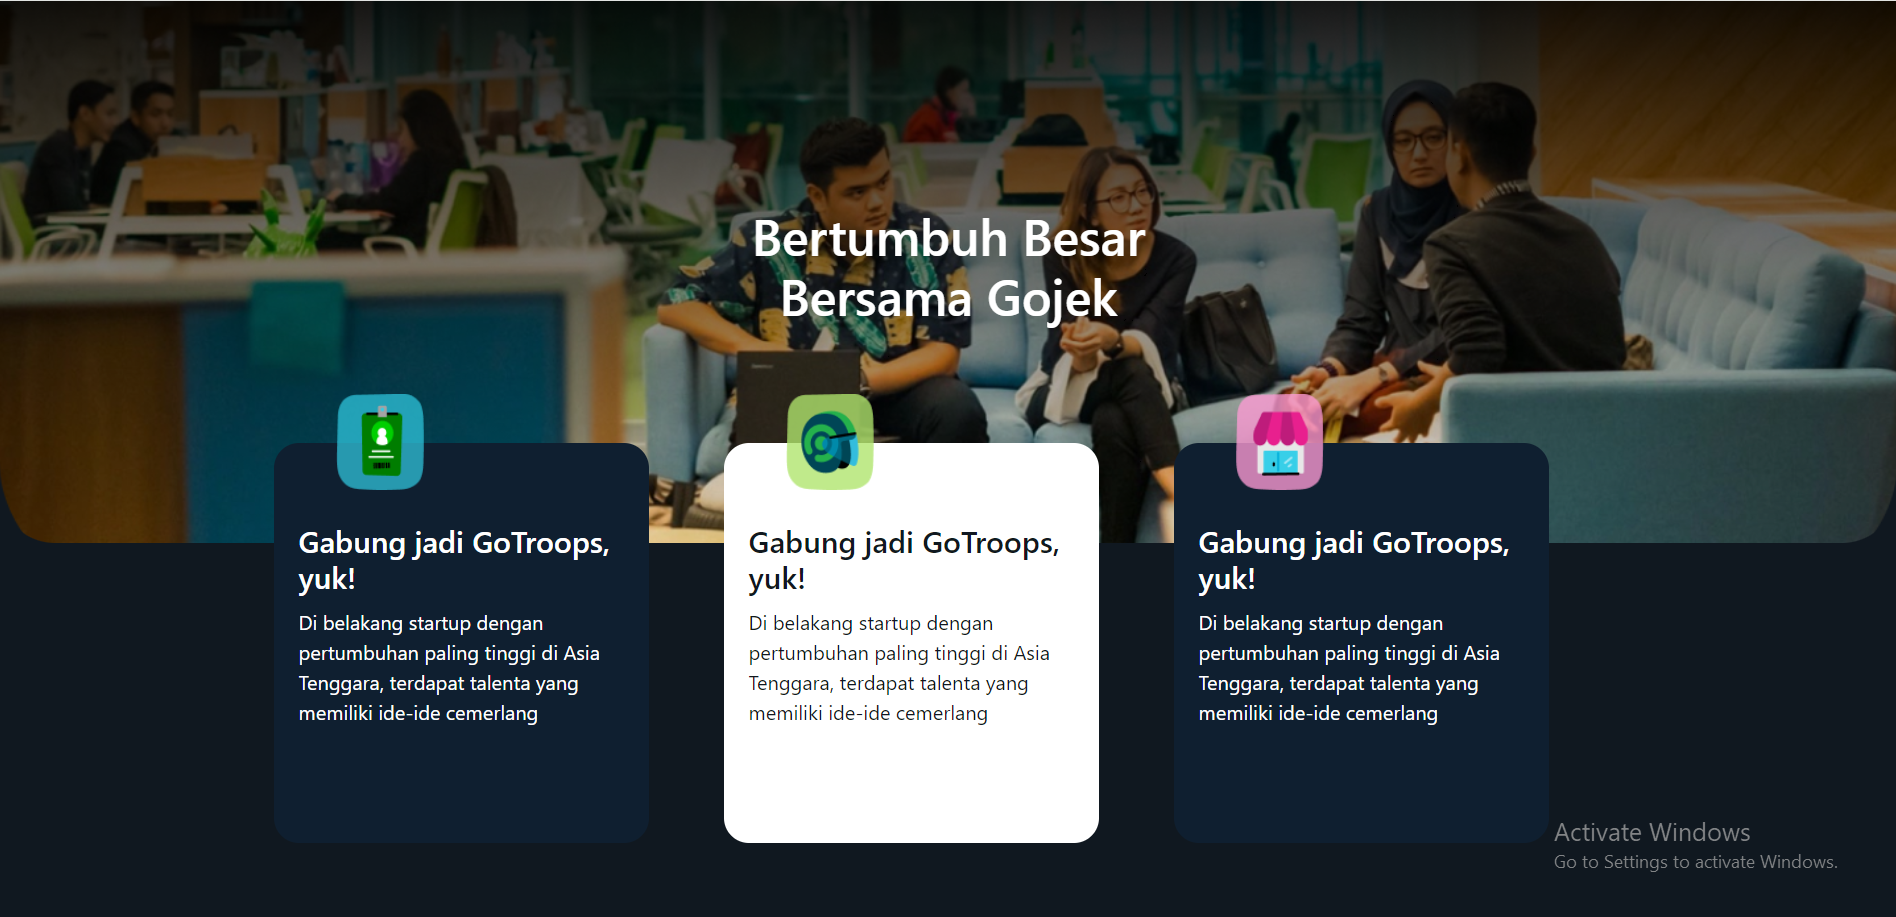 Bertumbuh Besar
Bersama Gojek
Gabung jadi GoTroops,
yuk!
Di belakang startup dengan
pertumbuhan paling tinggi di Asia
Tenggara, terdapat talenta yang
memiliki ide-ide cemerlang
Gabung jadi GoTroops,
yuk!
Di belakang startup dengan
pertumbuhan paling tinggi di Asia
Tenggara, terdapat talenta yang
memiliki ide-ide cemerlang
Gabung jadi GoTroops,
yuk!
Di belakang startup dengan
pertumbuhan paling tinggi di Asia
Tenggara, terdapat talenta yang
memiliki ide-ide cemerlang
Activate Windows
Go to Settings to activate Windows.